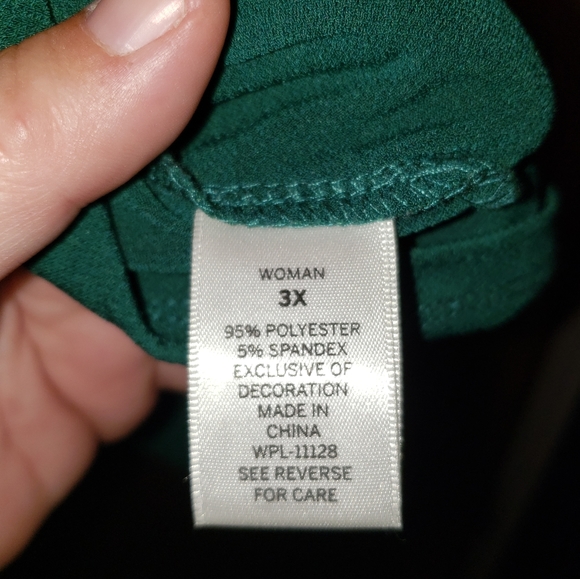 WOMAN
3X
95% POLYESTER
5% SPANDEX
EXCLUSIVE OF
DECORATION
MADE IN
CHINA
WPL-11128
SEE REVERSE
FOR CARE